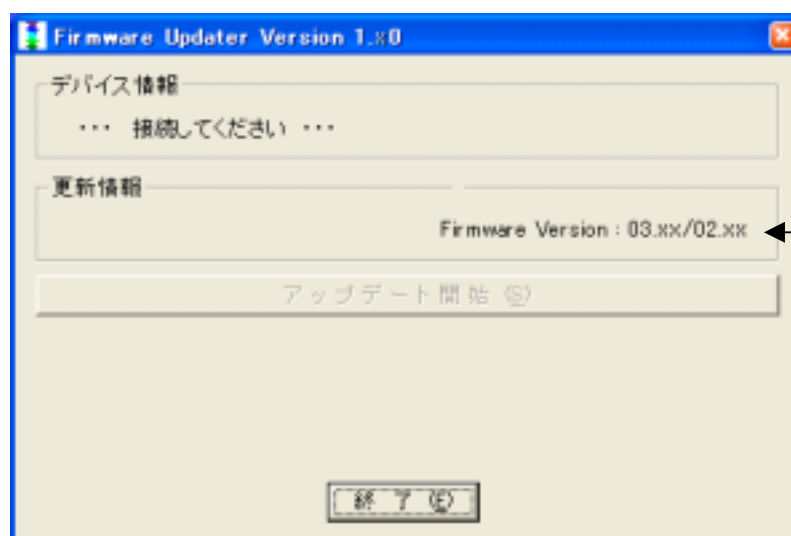 Firmware Updater Version 1.x0
デバイス情報
･･･ 接続してください ･･･
更新情報
Firmware Version : 03.xx/02.xx
アップデート開始 (S)
終 了 (E)